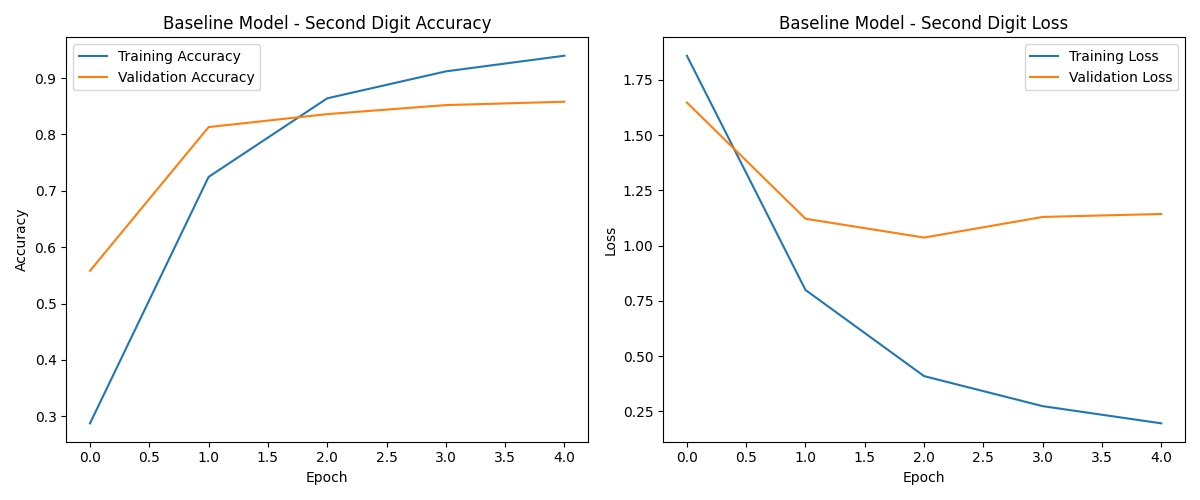 Baseline Model - Second Digit Accuracy
Training Accuracy
Validation Accuracy
Accuracy
0.9
0.8
0.7
0.6
0.5
0.4
0.3
0.0 0.5 1.0 1.5 2.0 2.5 3.0 3.5 4.0
Epoch
Baseline Model - Second Digit Loss
Training Loss
Validation Loss
Loss
1.75
1.50
1.25
1.00
0.75
0.50
0.25
0.0 0.5 1.0 1.5 2.0 2.5 3.0 3.5 4.0
Epoch